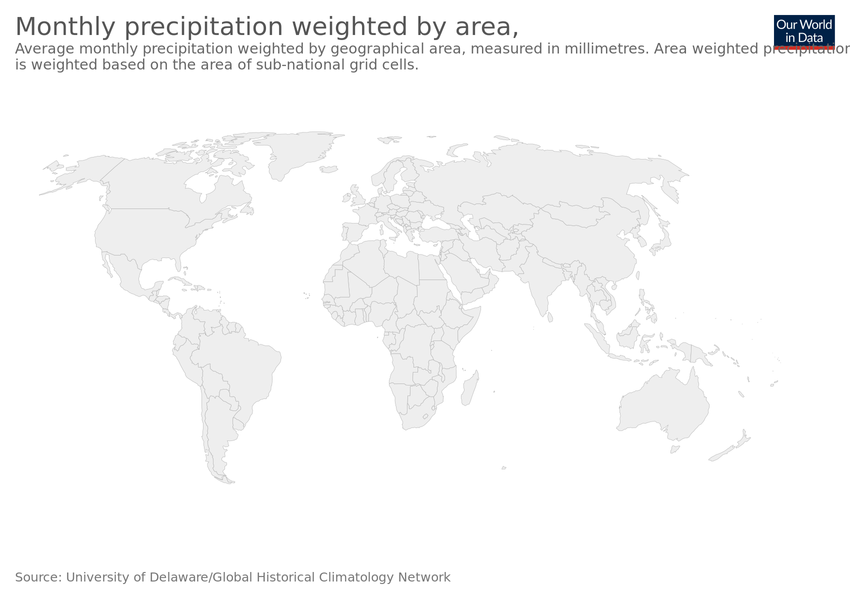 Monthly precipitation weighted by area,
Our World
in Data
Average monthly precipitation weighted by geographical area, measured in millimetres. Area weighted precipitation
is weighted based on the area of sub-national grid cells.
Source: University of Delaware/Global Historical Climatology Network